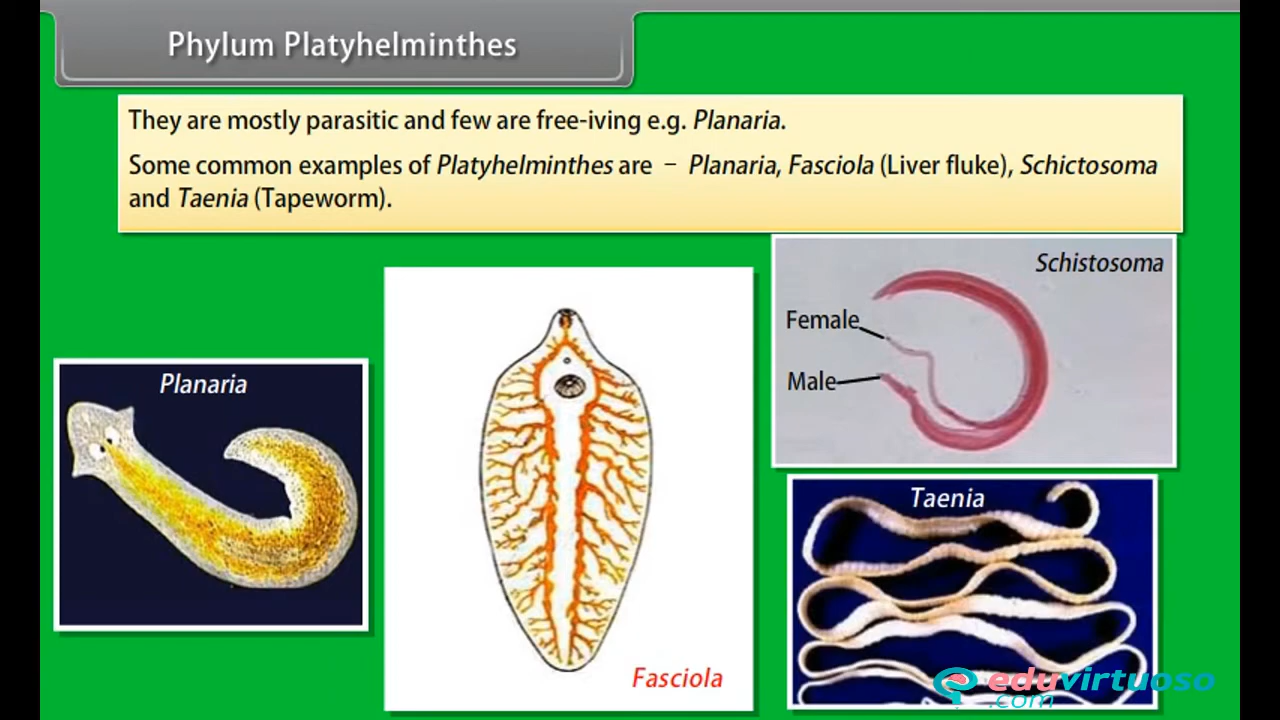 Phylum Platyhelminthes
They are mostly parasitic and few are free-iving e.g. Planaria.
Some common examples of Platyhelminthes are – Planaria, Fasciola (Liver fluke), Schictosoma
and Taenia (Tapeworm).
Schistosoma
Female
Male
Planaria
Taenia
Fasciola
eduvirtuoso
.com